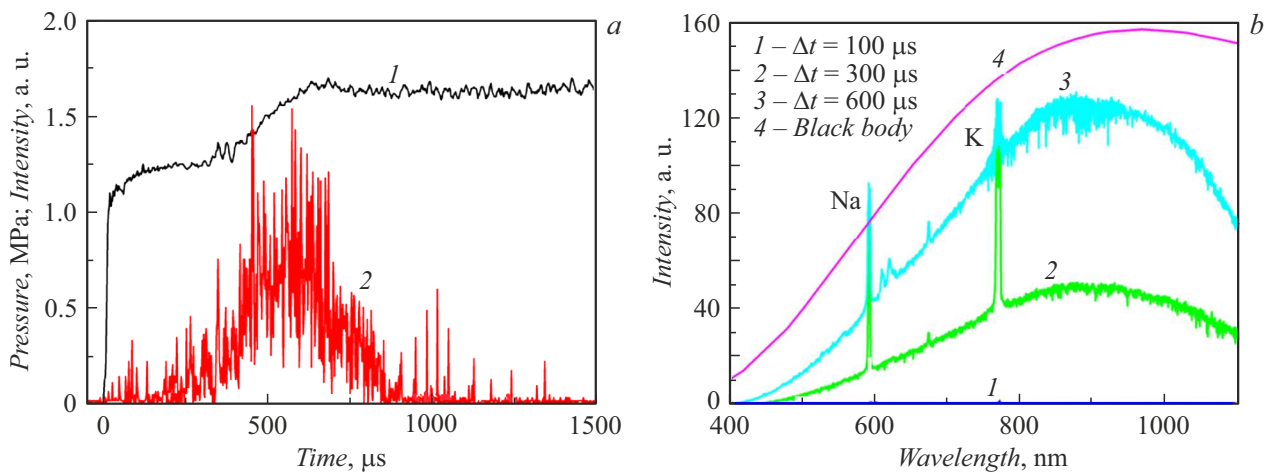 a
Pressure, MPa; Intensity, a. u.
2.0
1.5
1.0
0.5
0
1
2
0
500
1000
1500
Time, μs
b
Intensity, a. u.
160
120
80
40
0
1 – Δt = 100 μs
2 – Δt = 300 μs
3 – Δt = 600 μs
4 – Black body
4
3
K
Na
2
1
400
600
800
1000
Wavelength, nm